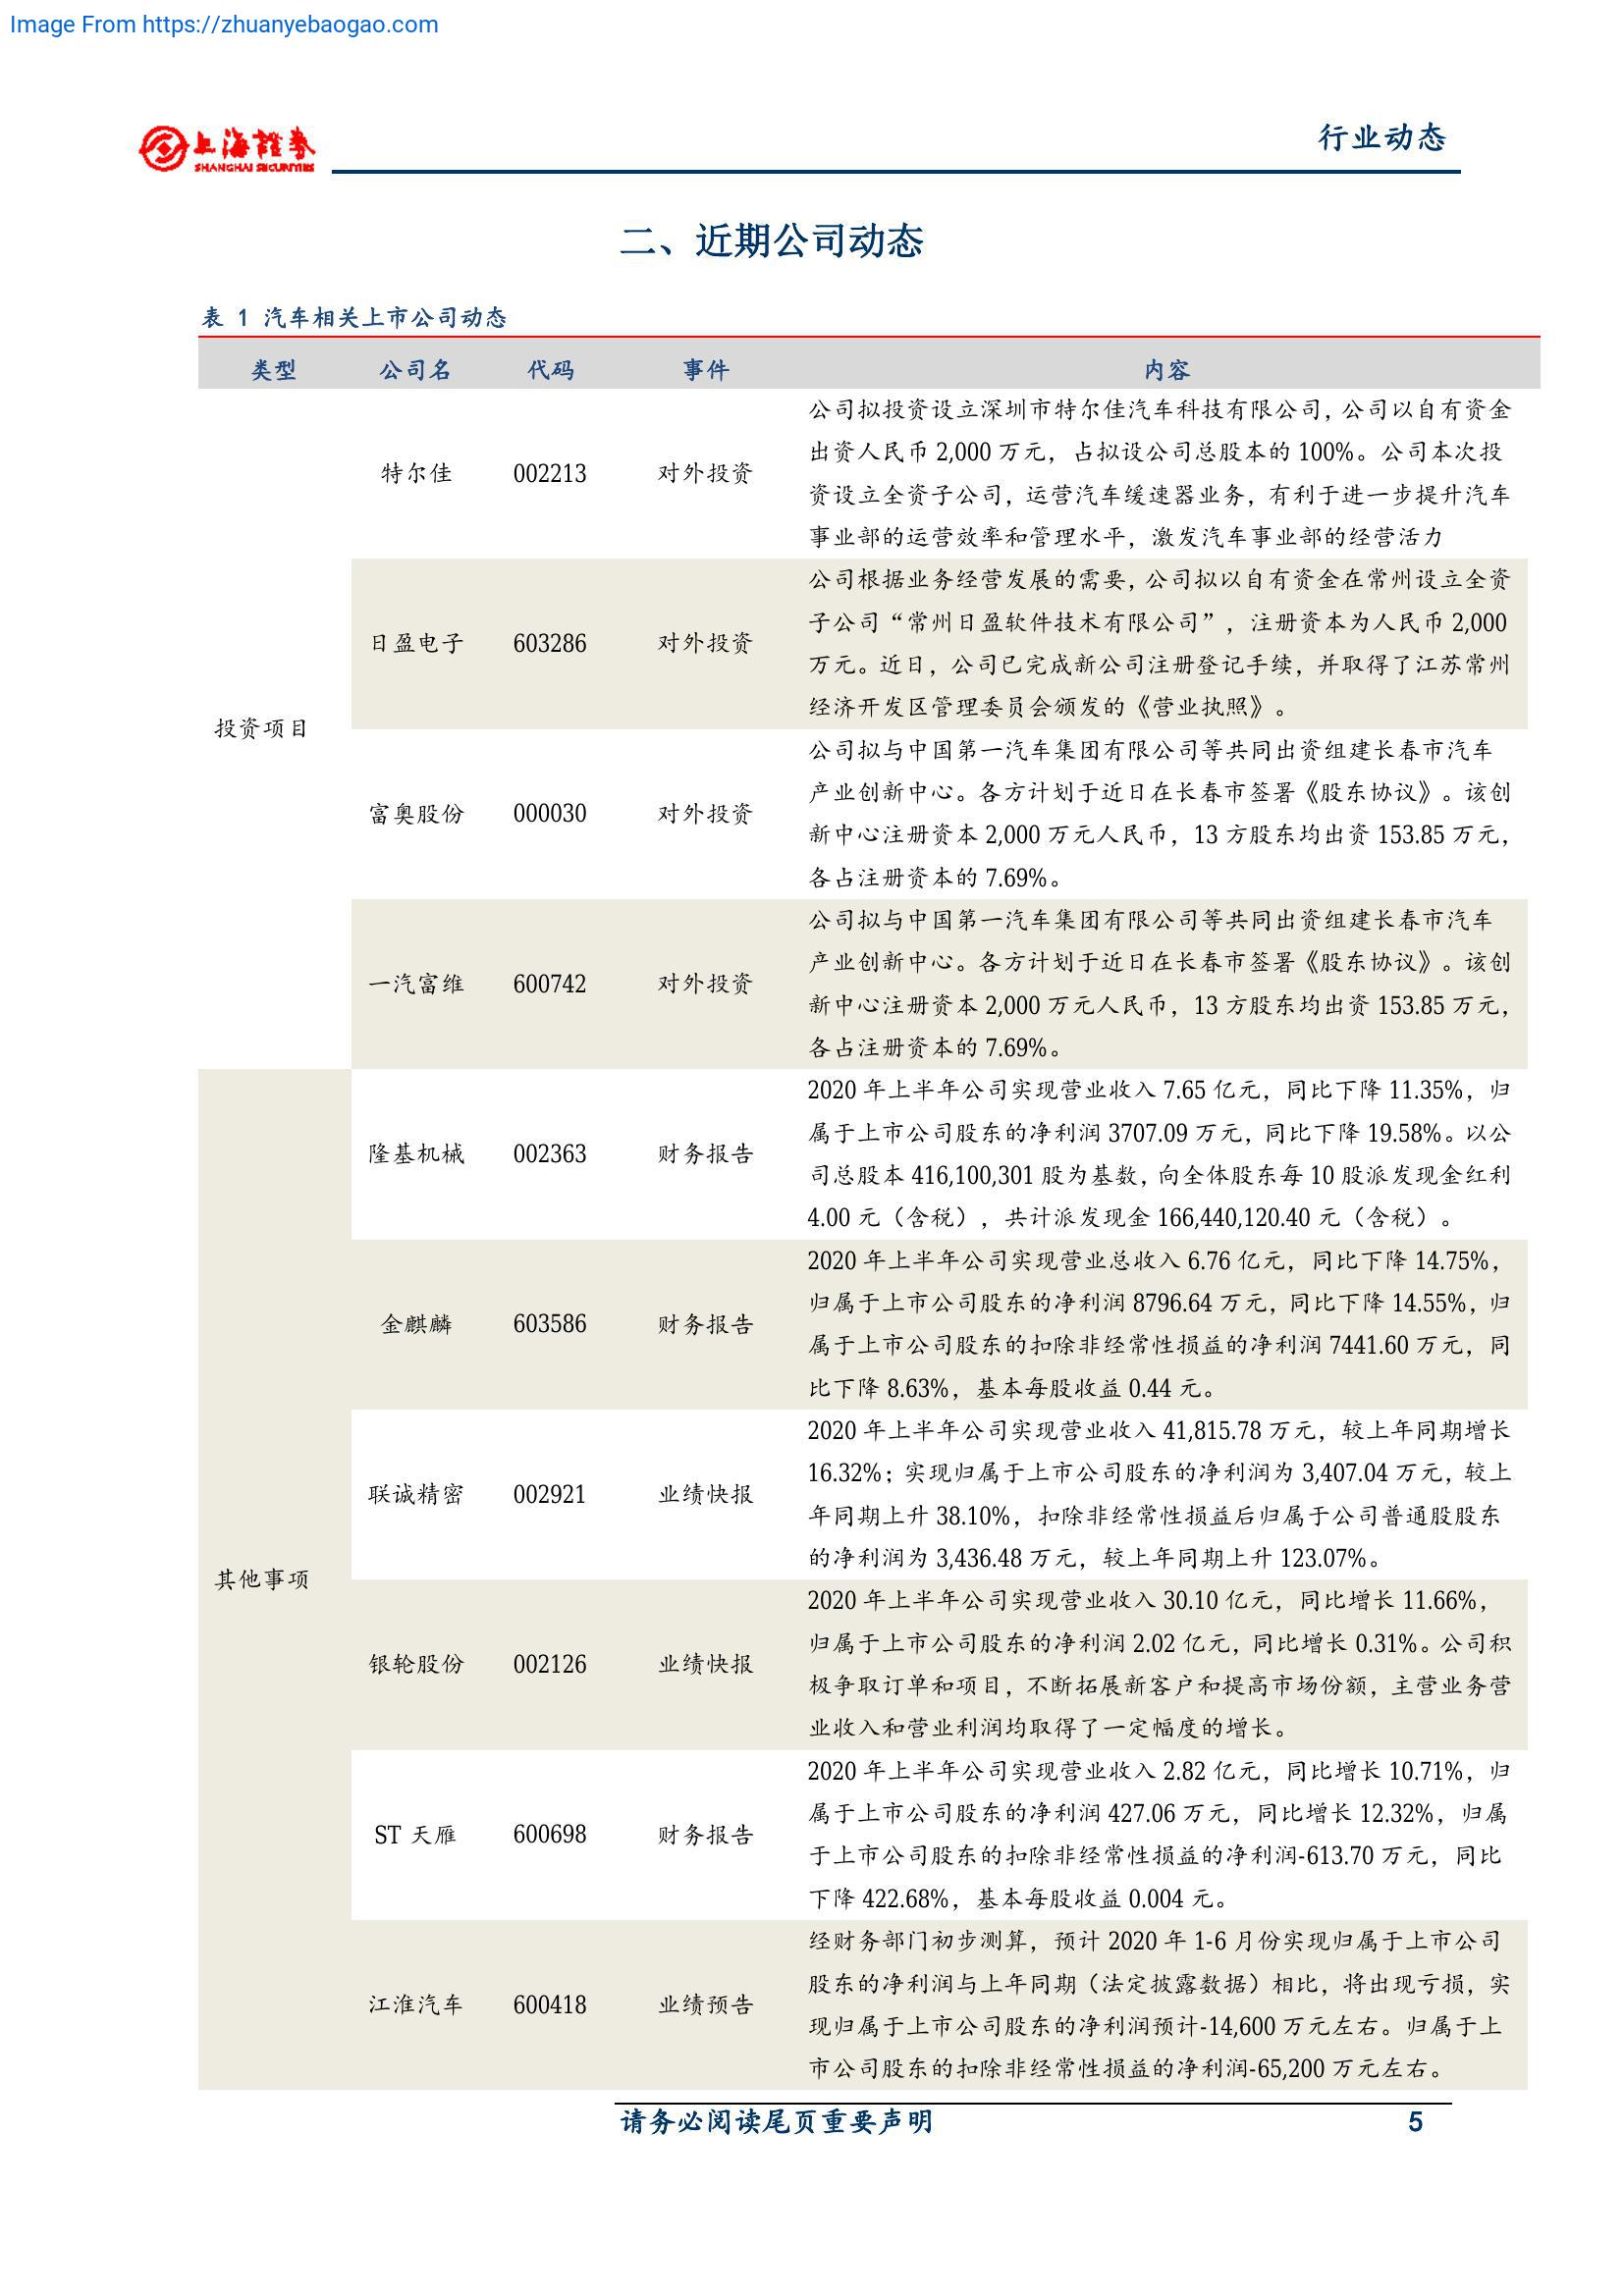 Image From https://zhuanyebaogao.com
上海證券
SHANGHAI SECURITIES
行业动态
二、近期公司动态
表 1 汽车相关上市公司动态
类型 公司名 代码 事件 内容
投资项目
特尔佳 002213 对外投资
公司拟投资设立深圳市特尔佳汽车科技有限公司，公司以自有资金
出资人民币 2,000 万元，占拟设公司总股本的 100%。公司本次投
资设立全资子公司，运营汽车缓速器业务，有利于进一步提升汽车
事业部的运营效率和管理水平，激发汽车事业部的经营活力
日盈电子 603286 对外投资
公司根据业务经营发展的需要，公司拟以自有资金在常州设立全资
子公司“常州日盈软件技术有限公司”，注册资本为人民币 2,000
万元。近日，公司已完成新公司注册登记手续，并取得了江苏常州
经济开发区管理委员会颁发的《营业执照》。
富奥股份 000030 对外投资
公司拟与中国第一汽车集团有限公司等共同出资组建长春市汽车
产业创新中心。各方计划于近日在长春市签署《股东协议》。该创
新中心注册资本 2,000 万元人民币，13 方股东均出资 153.85 万元，
各占注册资本的 7.69%。
一汽富维 600742 对外投资
公司拟与中国第一汽车集团有限公司等共同出资组建长春市汽车
产业创新中心。各方计划于近日在长春市签署《股东协议》。该创
新中心注册资本 2,000 万元人民币，13 方股东均出资 153.85 万元，
各占注册资本的 7.69%。
其他事项
隆基机械 002363 财务报告
2020 年上半年公司实现营业收入 7.65 亿元，同比下降 11.35%，归
属于上市公司股东的净利润 3707.09 万元，同比下降 19.58%。以公
司总股本 416,100,301 股为基数，向全体股东每 10 股派发现金红利
4.00 元（含税），共计派发现金 166,440,120.40 元（含税）。
金麒麟 603586 财务报告
2020 年上半年公司实现营业总收入 6.76 亿元，同比下降 14.75%，
归属于上市公司股东的净利润 8796.64 万元，同比下降 14.55%，归
属于上市公司股东的扣除非经常性损益的净利润 7441.60 万元，同
比下降 8.63%，基本每股收益 0.44 元。
联诚精密 002921 业绩快报
2020 年上半年公司实现营业收入 41,815.78 万元，较上年同期增长
16.32%；实现归属于上市公司股东的净利润为 3,407.04 万元，较上
年同期上升 38.10%，扣除非经常性损益后归属于公司普通股股东
的净利润为 3,436.48 万元，较上年同期上升 123.07%。
银轮股份 002126 业绩快报
2020 年上半年公司实现营业收入 30.10 亿元，同比增长 11.66%，
归属于上市公司股东的净利润 2.02 亿元，同比增长 0.31%。公司积
极争取订单和项目，不断拓展新客户和提高市场份额，主营业务营
业收入和营业利润均取得了一定幅度的增长。
ST 天雁 600698 财务报告
2020 年上半年公司实现营业收入 2.82 亿元，同比增长 10.71%，归
属于上市公司股东的净利润 427.06 万元，同比增长 12.32%，归属
于上市公司股东的扣除非经常性损益的净利润-613.70 万元，同比
下降 422.68%，基本每股收益 0.004 元。
江淮汽车 600418 业绩预告
经财务部门初步测算，预计 2020 年 1-6 月份实现归属于上市公司
股东的净利润与上年同期（法定披露数据）相比，将出现亏损，实
现归属于上市公司股东的净利润预计-14,600 万元左右。归属于上
市公司股东的扣除非经常性损益的净利润-65,200 万元左右。
请务必阅读尾页重要声明 5